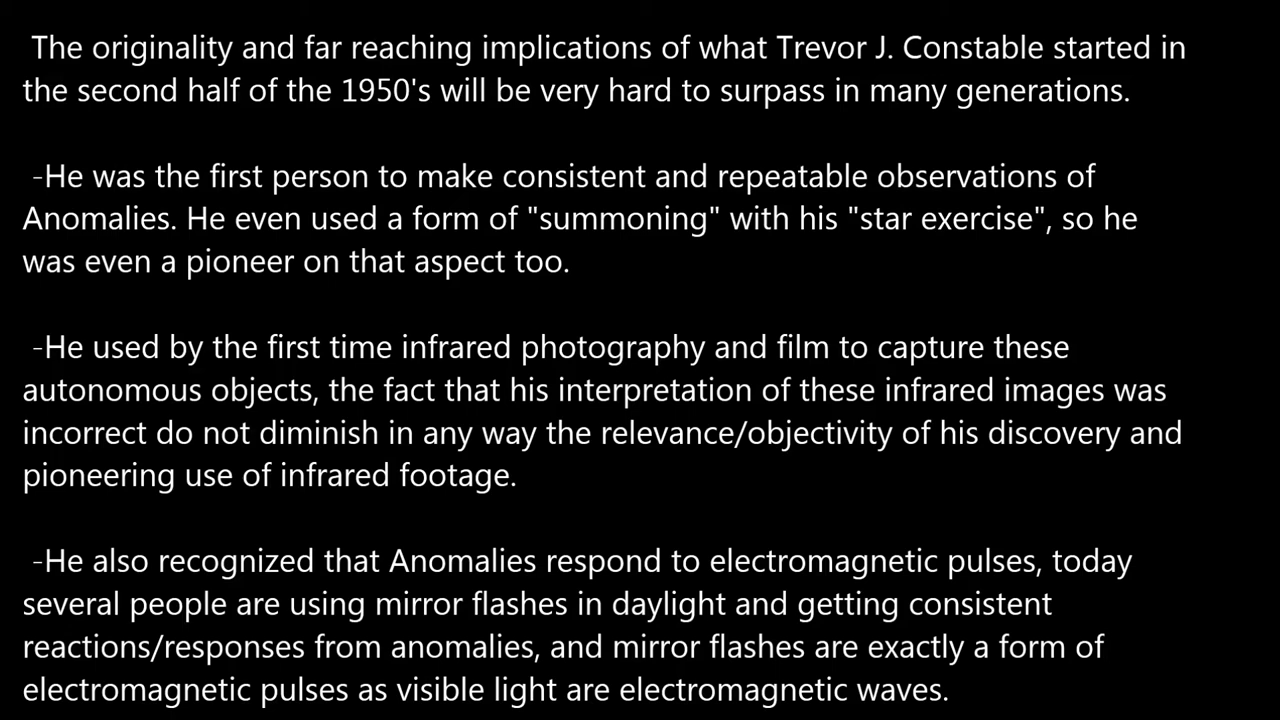 The originality and far reaching implications of what Trevor J. Constable started in
the second half of the 1950's will be very hard to surpass in many generations.
-He was the first person to make consistent and repeatable observations of
Anomalies. He even used a form of "summoning" with his "star exercise", so he
was even a pioneer on that aspect too.
-He used by the first time infrared photography and film to capture these
autonomous objects, the fact that his interpretation of these infrared images was
incorrect do not diminish in any way the relevance/objectivity of his discovery and
pioneering use of infrared footage.
-He also recognized that Anomalies respond to electromagnetic pulses, today
several people are using mirror flashes in daylight and getting consistent
reactions/responses from anomalies, and mirror flashes are exactly a form of
electromagnetic pulses as visible light are electromagnetic waves.